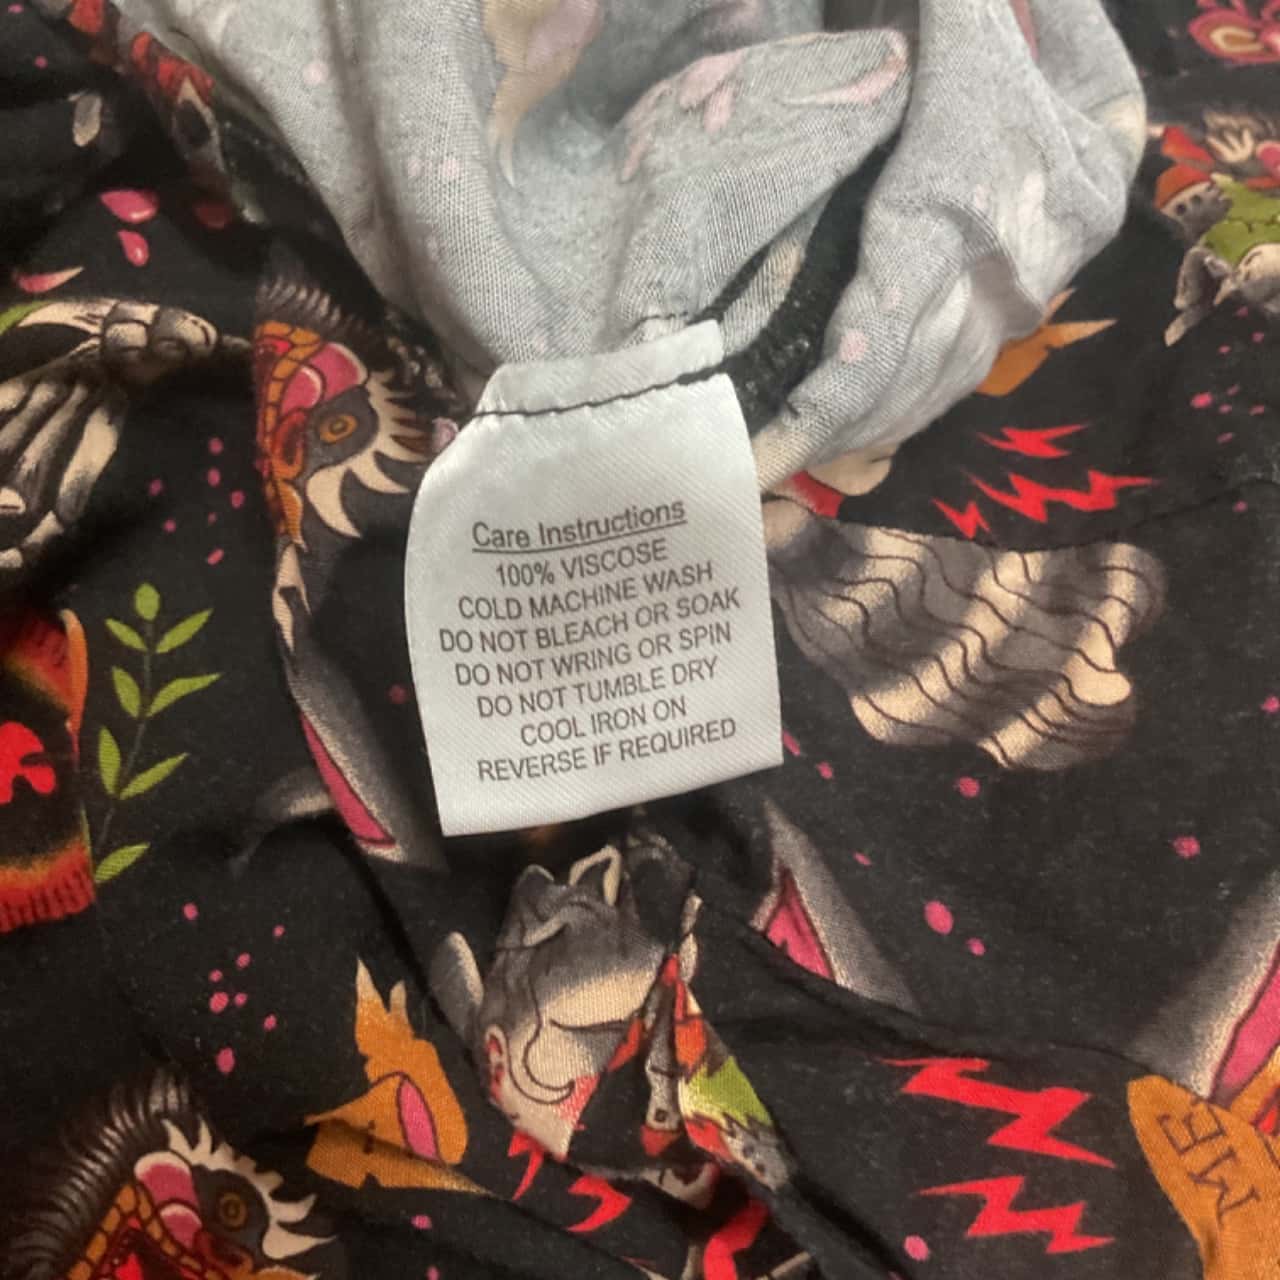 Care Instructions
100% VISCOSE
COLD MACHINE WASH
DO NOT BLEACH OR SOAK
DO NOT WRING OR SPIN
DO NOT TUMBLE DRY
COOL IRON ON
REVERSE IF REQUIRED
ME